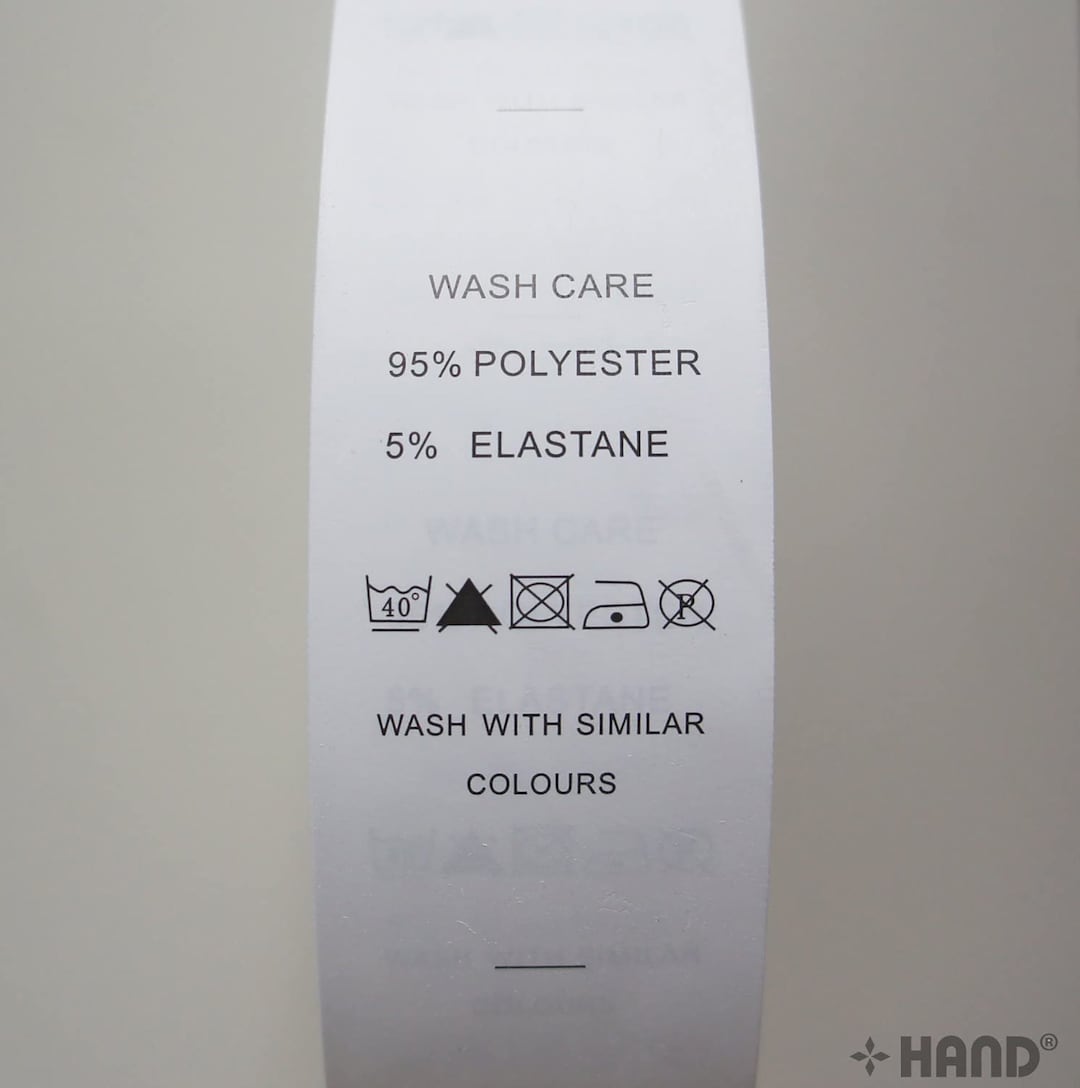 WASH CARE
95% POLYESTER
5% ELASTANE
40°
P
WASH WITH SIMILAR
COLOURS
HAND®